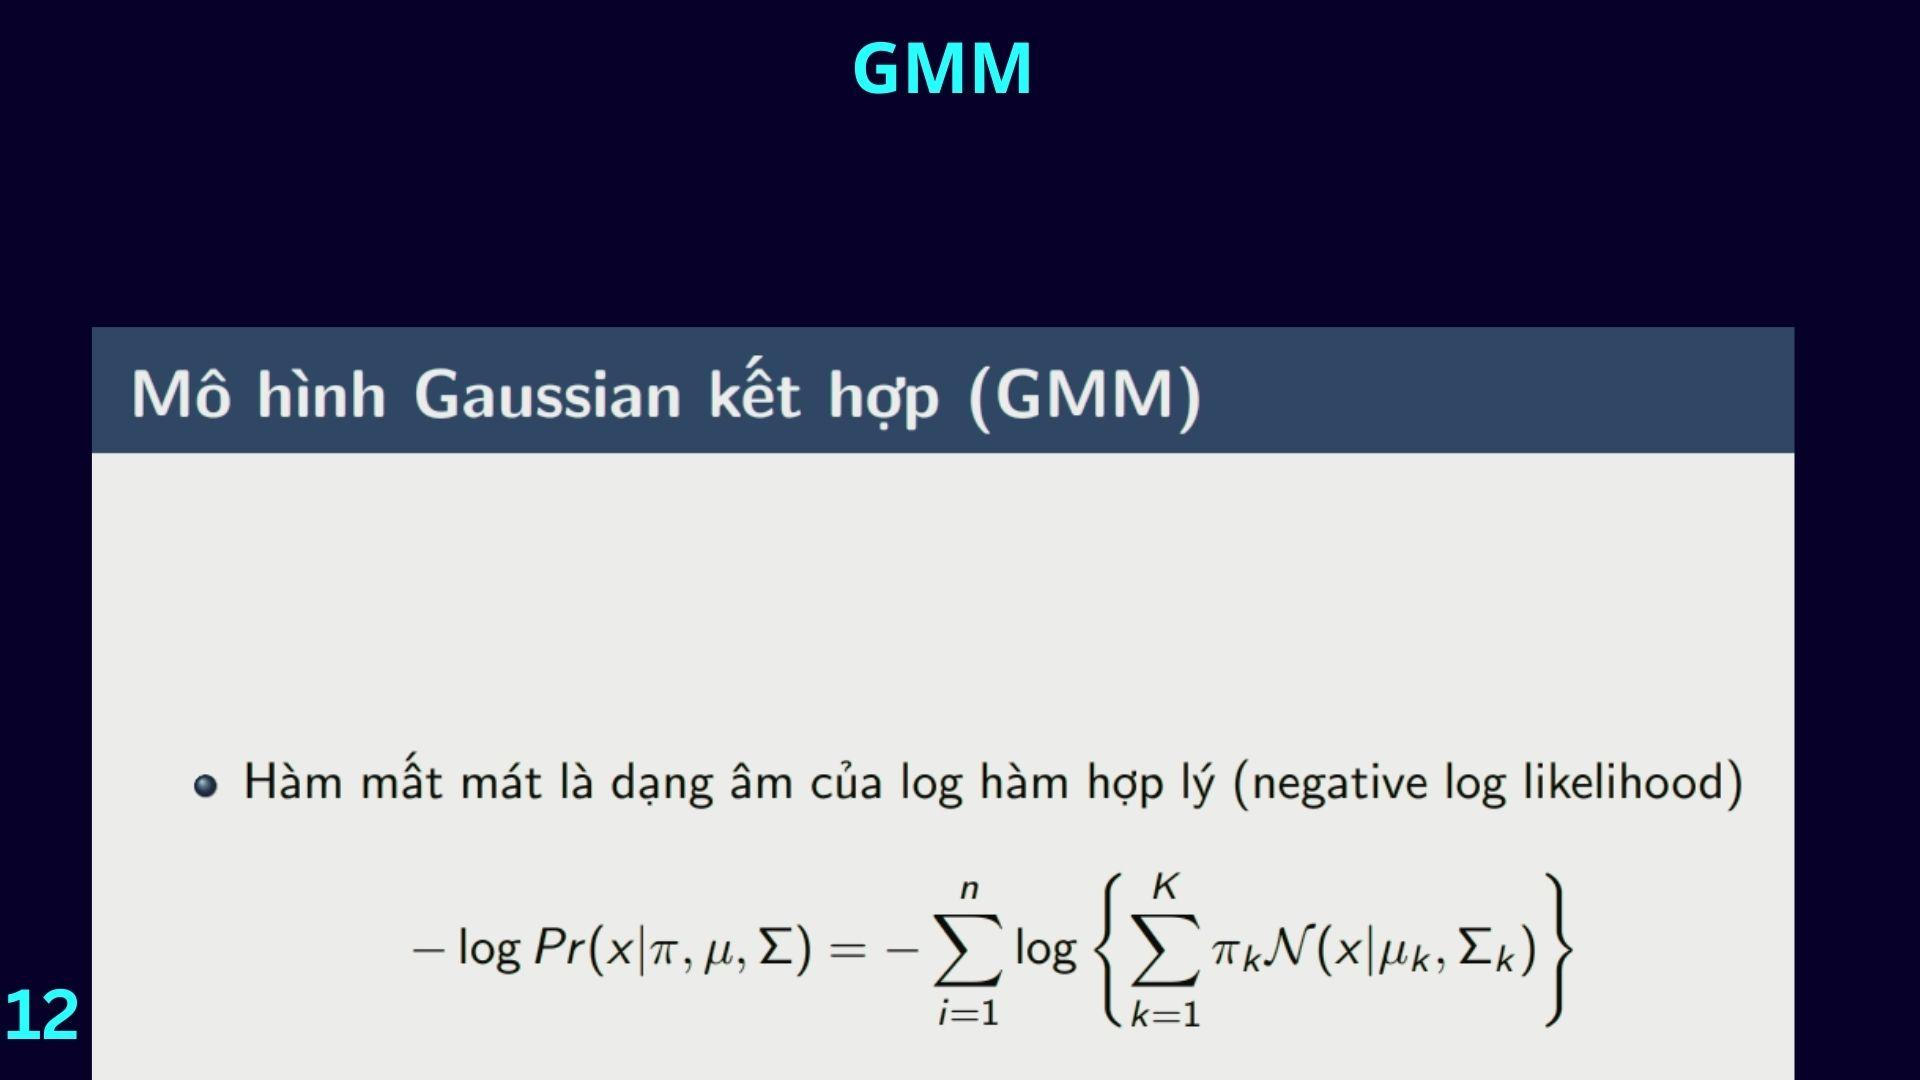 GMM
Mô hình Gaussian kết hợp (GMM)
Hàm mất mát là dạng âm của log hàm hợp lý (negative log likelihood)
− log Pr(x|π, μ, Σ) = − ∑_{i=1}^{n} log { ∑_{k=1}^{K} π_k 𝒩(x|μ_k, Σ_k) }
12